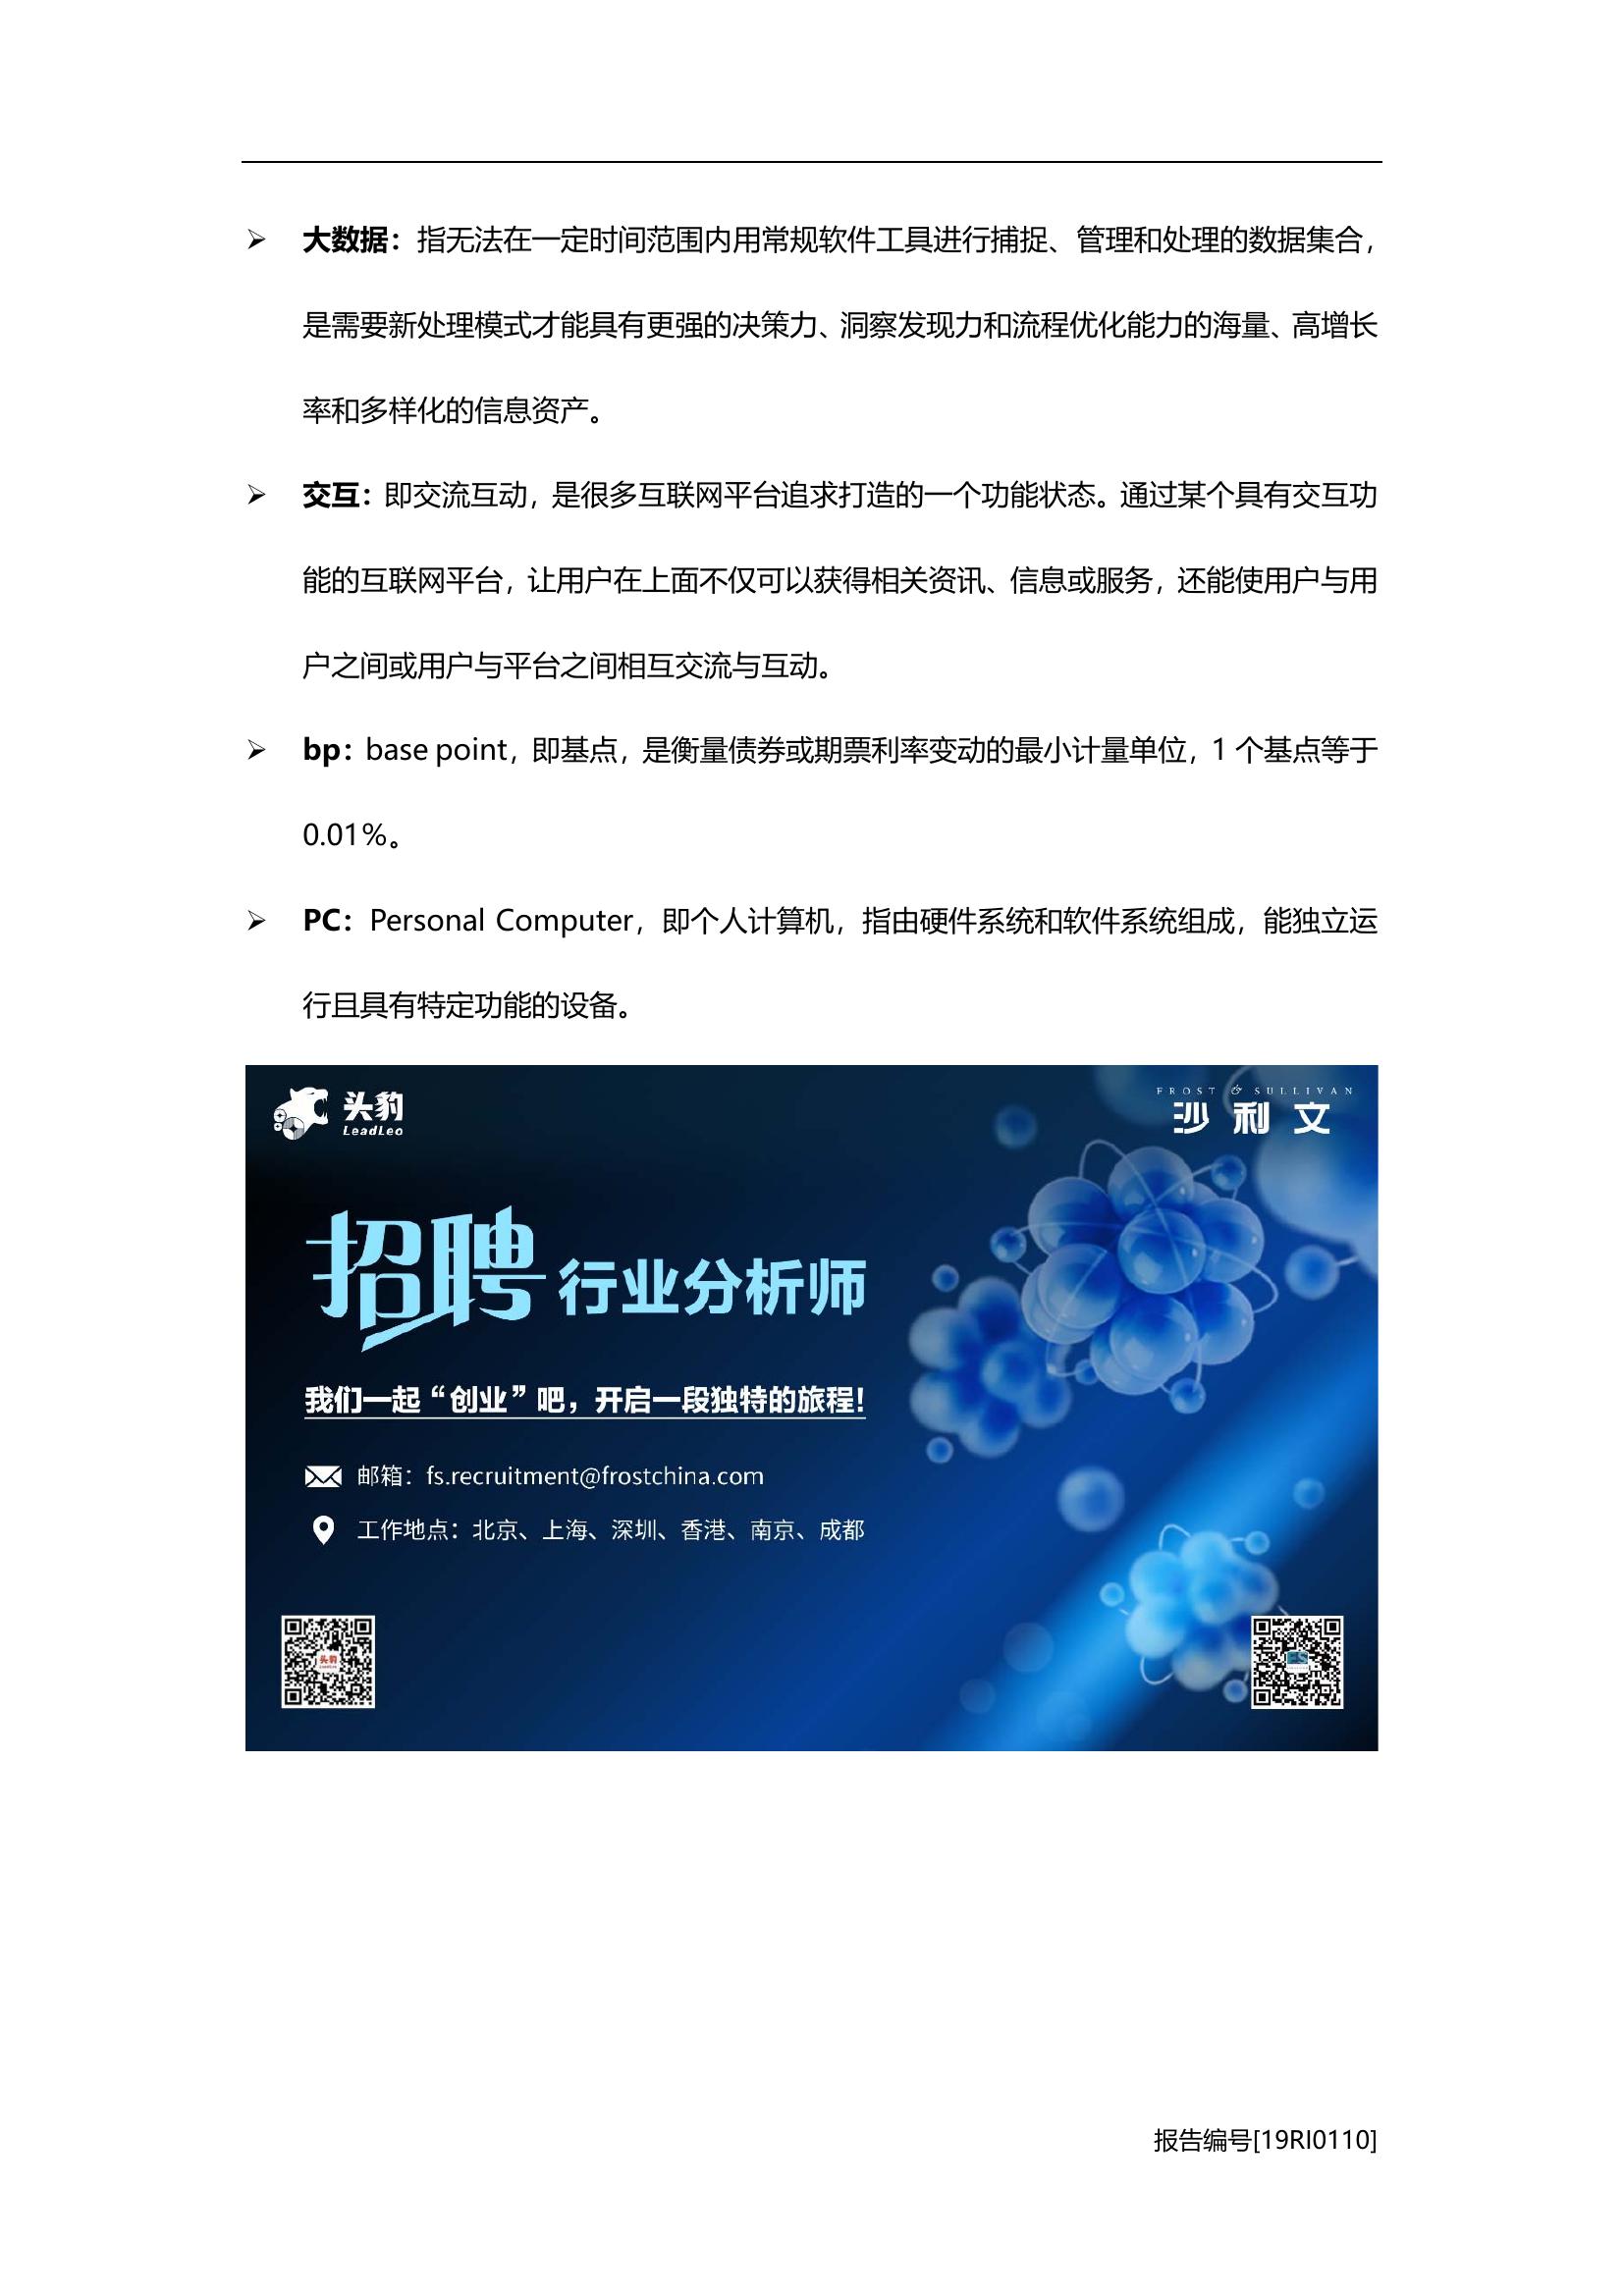 大数据：指无法在一定时间范围内用常规软件工具进行捕捉、管理和处理的数据集合，
是需要新处理模式才能具有更强的决策力、洞察发现力和流程优化能力的海量、高增长
率和多样化的信息资产。
交互：即交流互动，是很多互联网平台追求打造的一个功能状态。通过某个具有交互功
能的互联网平台，让用户在上面不仅可以获得相关资讯、信息或服务，还能使用户与用
户之间或用户与平台之间相互交流与互动。
bp：base point，即基点，是衡量债券或期票利率变动的最小计量单位，1 个基点等于
0.01%。
PC：Personal Computer，即个人计算机，指由硬件系统和软件系统组成，能独立运
行且具有特定功能的设备。
头豹
LeadLeo
FROST & SULLIVAN
沙利文
招聘 行业分析师
我们一起“创业”吧，开启一段独特的旅程！
邮箱：fs.recruitment@frostchina.com
工作地点：北京、上海、深圳、香港、南京、成都
头豹
LeadLeo
FS
报告编号[19RI0110]